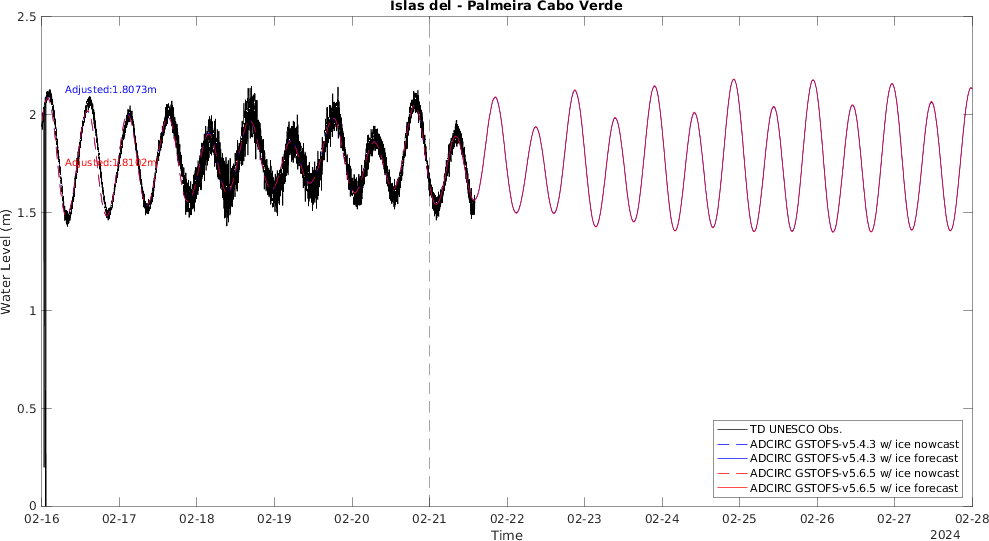 Islas del - Palmeira Cabo Verde
2.5
2
1.5
1
0.5
0
Water Level (m)
Adjusted:1.8073m
Adjusted:1.8102m
TD UNESCO Obs.
ADCIRC GSTOFS-v5.4.3 w/ ice nowcast
ADCIRC GSTOFS-v5.4.3 w/ ice forecast
ADCIRC GSTOFS-v5.6.5 w/ ice nowcast
ADCIRC GSTOFS-v5.6.5 w/ ice forecast
02-16 02-17 02-18 02-19 02-20 02-21 02-22 02-23 02-24 02-25 02-26 02-27 02-28
Time
2024